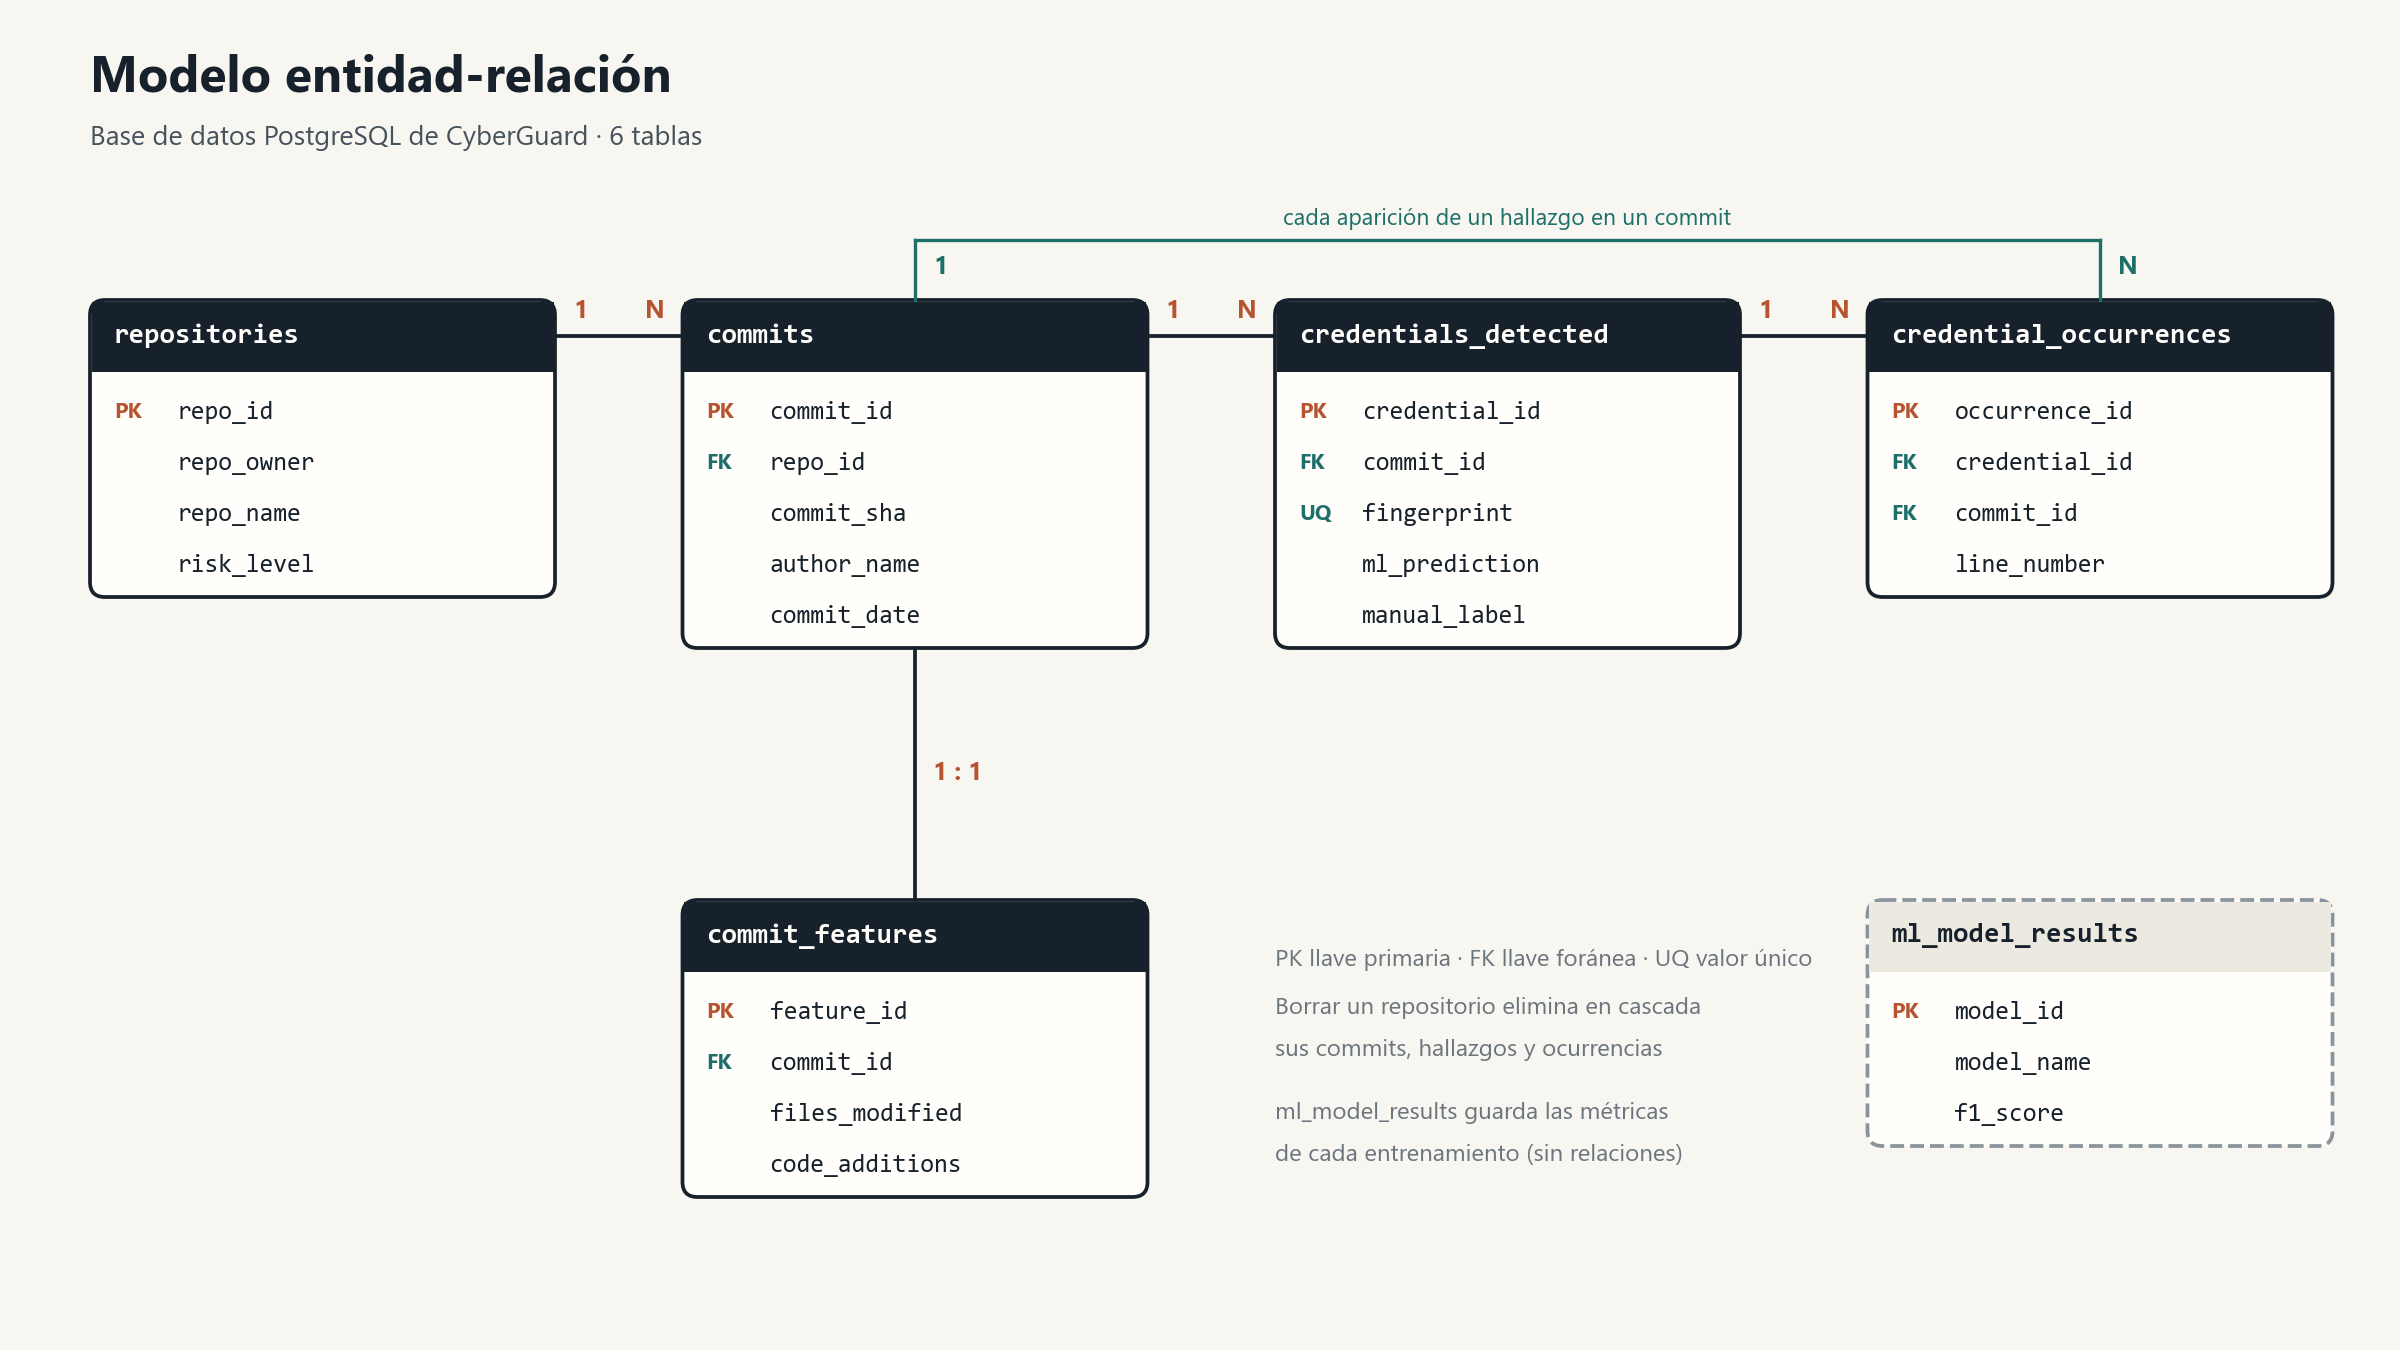 Modelo entidad-relación
Base de datos PostgreSQL de CyberGuard · 6 tablas
cada aparición de un hallazgo en un commit
1
N
1 N
1 N
1 N
repositories
PK repo_id
repo_owner
repo_name
risk_level
commits
PK commit_id
FK repo_id
commit_sha
author_name
commit_date
credentials_detected
PK credential_id
FK commit_id
UQ fingerprint
ml_prediction
manual_label
credential_occurrences
PK occurrence_id
FK credential_id
FK commit_id
line_number
1 : 1
commit_features
PK feature_id
FK commit_id
files_modified
code_additions
PK llave primaria · FK llave foránea · UQ valor único
Borrar un repositorio elimina en cascada
sus commits, hallazgos y ocurrencias
ml_model_results guarda las métricas
de cada entrenamiento (sin relaciones)
ml_model_results
PK model_id
model_name
f1_score